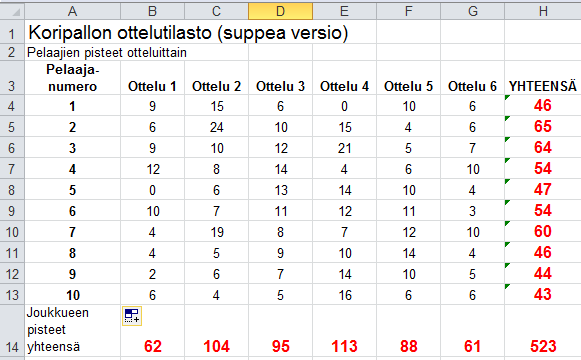 A B C D E F G H
1 Koripallon ottelutilasto (suppea versio)
2 Pelaajien pisteet otteluittain
Pelaaja-
3 numero Ottelu 1 Ottelu 2 Ottelu 3 Ottelu 4 Ottelu 5 Ottelu 6 YHTEENSÄ
4 1 9 15 6 0 10 6 46
5 2 6 24 10 15 4 6 65
6 3 9 10 12 21 5 7 64
7 4 12 8 14 4 6 10 54
8 5 0 6 13 14 10 4 47
9 6 10 7 11 12 11 3 54
10 7 4 19 8 7 12 10 60
11 8 4 5 9 10 14 4 46
12 9 2 6 7 14 10 5 44
13 10 6 4 5 16 6 6 43
Joukkueen
pisteet
14 yhteensä 62 104 95 113 88 61 523